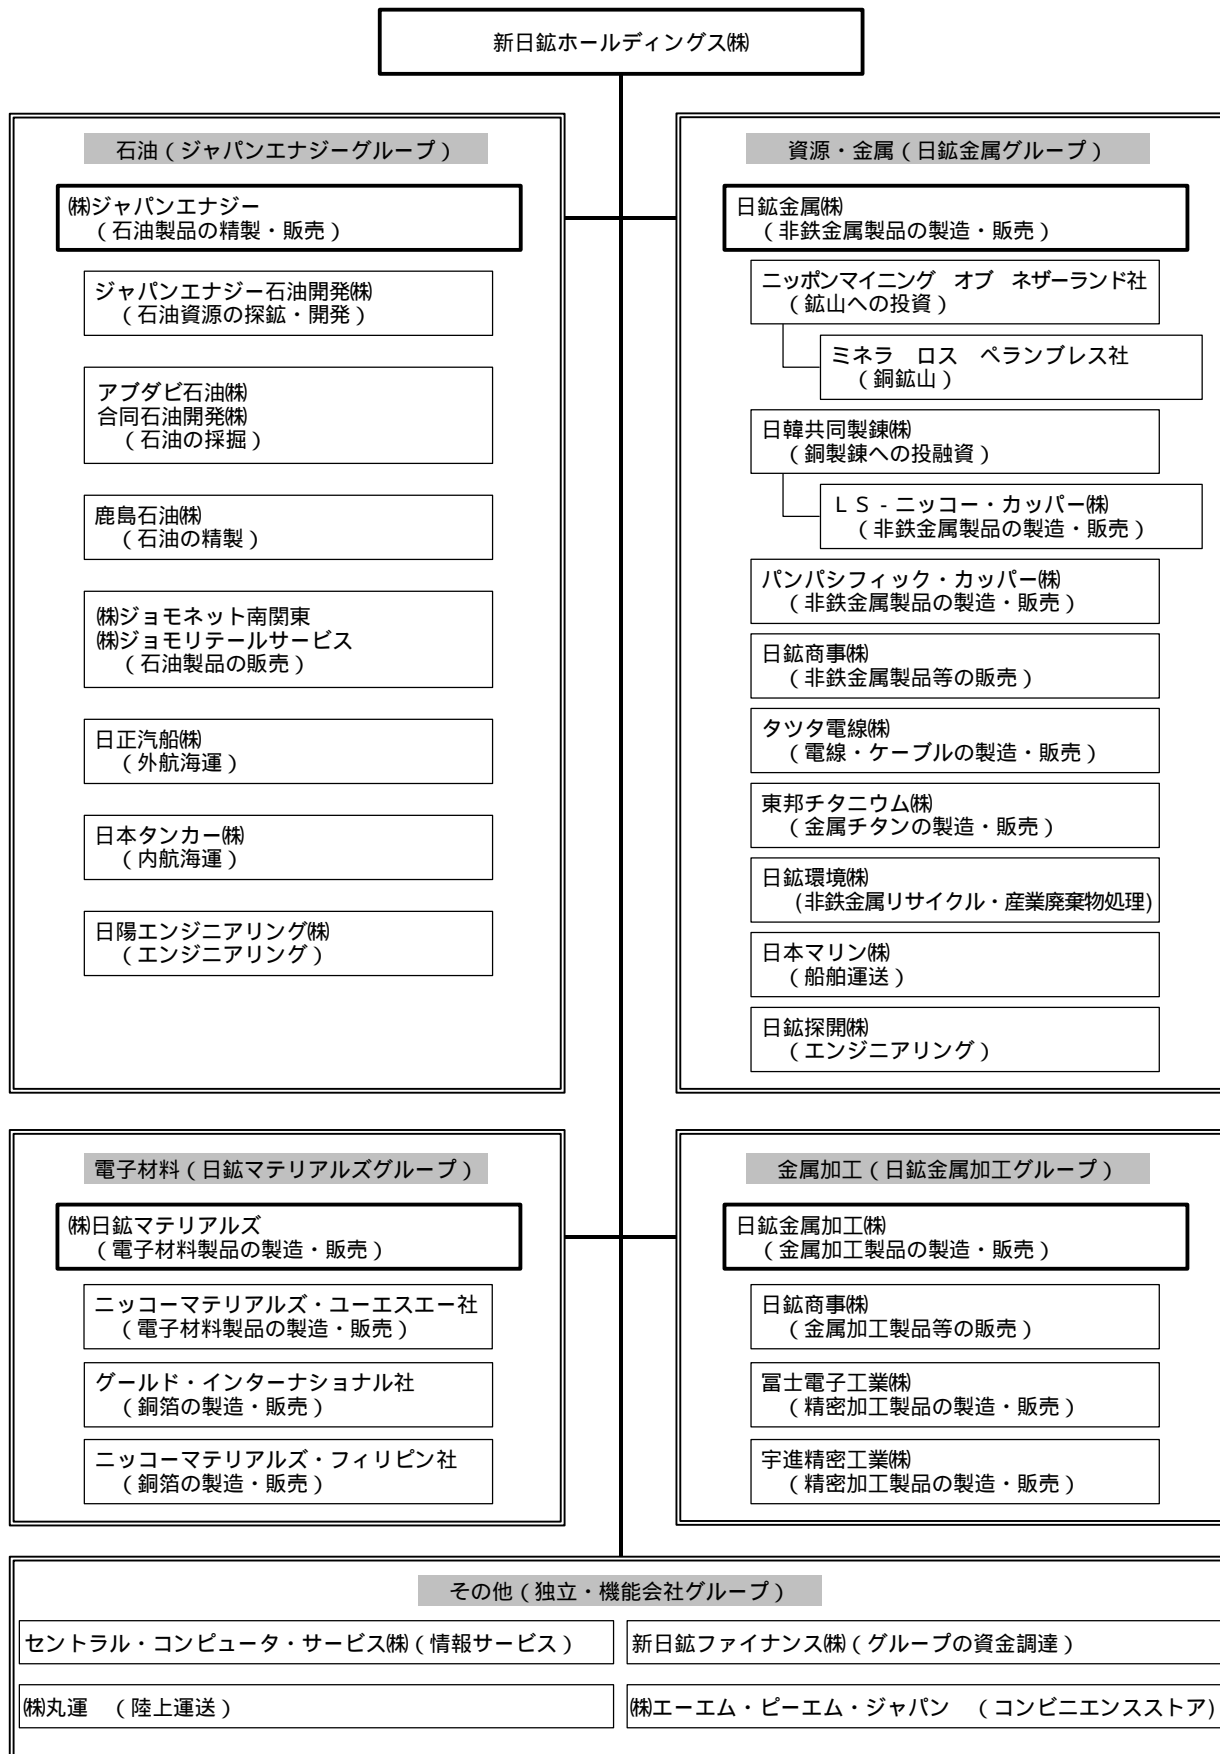 新日鉱ホールディングス㈱
石油（ジャパンエナジーグループ）
㈱ジャパンエナジー
（石油製品の精製・販売）
ジャパンエナジー石油開発㈱
（石油資源の探鉱・開発）
アブダビ石油㈱
合同石油開発㈱
（石油の採掘）
鹿島石油㈱
（石油の精製）
㈱ジョモネット南関東
㈱ジョモリテールサービス
（石油製品の販売）
日正汽船㈱
（外航海運）
日本タンカー㈱
（内航海運）
日陽エンジニアリング㈱
（エンジニアリング）
資源・金属（日鉱金属グループ）
日鉱金属㈱
（非鉄金属製品の製造・販売）
ニッポンマイニング　オブ　ネザーランド社
（鉱山への投資）
ミネラ　ロス　ペランブレス社
（銅鉱山）
日韓共同製錬㈱
（銅製錬への投融資）
ＬＳ-ニッコー・カッパー㈱
（非鉄金属製品の製造・販売）
パンパシフィック・カッパー㈱
（非鉄金属製品の製造・販売）
日鉱商事㈱
（非鉄金属製品等の販売）
タツタ電線㈱
（電線・ケーブルの製造・販売）
東邦チタニウム㈱
（金属チタンの製造・販売）
日鉱環境㈱
(非鉄金属リサイクル・産業廃棄物処理)
日本マリン㈱
（船舶運送）
日鉱探開㈱
（エンジニアリング）
電子材料（日鉱マテリアルズグループ）
㈱日鉱マテリアルズ
（電子材料製品の製造・販売）
ニッコーマテリアルズ・ユーエスエー社
（電子材料製品の製造・販売）
グールド・インターナショナル社
（銅箔の製造・販売）
ニッコーマテリアルズ・フィリピン社
（銅箔の製造・販売）
金属加工（日鉱金属加工グループ）
日鉱金属加工㈱
（金属加工製品の製造・販売）
日鉱商事㈱
（金属加工製品等の販売）
冨士電子工業㈱
（精密加工製品の製造・販売）
宇進精密工業㈱
（精密加工製品の製造・販売）
その他（独立・機能会社グループ）
セントラル・コンピュータ・サービス㈱（情報サービス）
新日鉱ファイナンス㈱（グループの資金調達）
㈱丸運　（陸上運送）
㈱エーエム・ピーエム・ジャパン　（コンビニエンスストア)